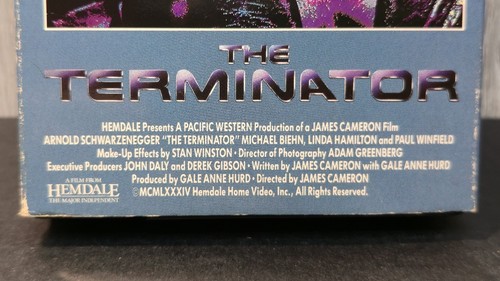 THE
TERMINATOR
HEMDALE Presents A PACIFIC WESTERN Production of a JAMES CAMERON Film
ARNOLD SCHWARZENEGGER "THE TERMINATOR" MICHAEL BIEHN, LINDA HAMILTON and PAUL WINFIELD
Make-Up Effects by STAN WINSTON • Director of Photography ADAM GREENBERG
Executive Producers JOHN DALY and DEREK GIBSON • Written by JAMES CAMERON with GALE ANNE HURD
Produced by GALE ANNE HURD • Directed by JAMES CAMERON
©MCMLXXXIV Hemdale Home Video, Inc., All Rights Reserved.
A FILM FROM
HEMDALE
THE MAJOR INDEPENDENT